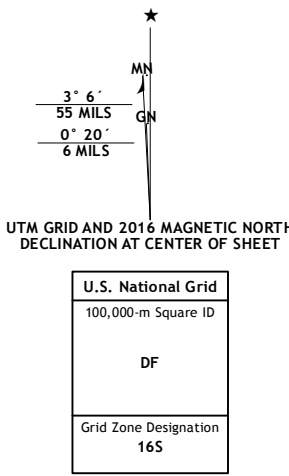 ★
MN
3° 6´
55 MILS
GN
0° 20´
6 MILS
UTM GRID AND 2016 MAGNETIC NORTH
DECLINATION AT CENTER OF SHEET
U.S. National Grid
100,000-m Square ID
DF
Grid Zone Designation
16S